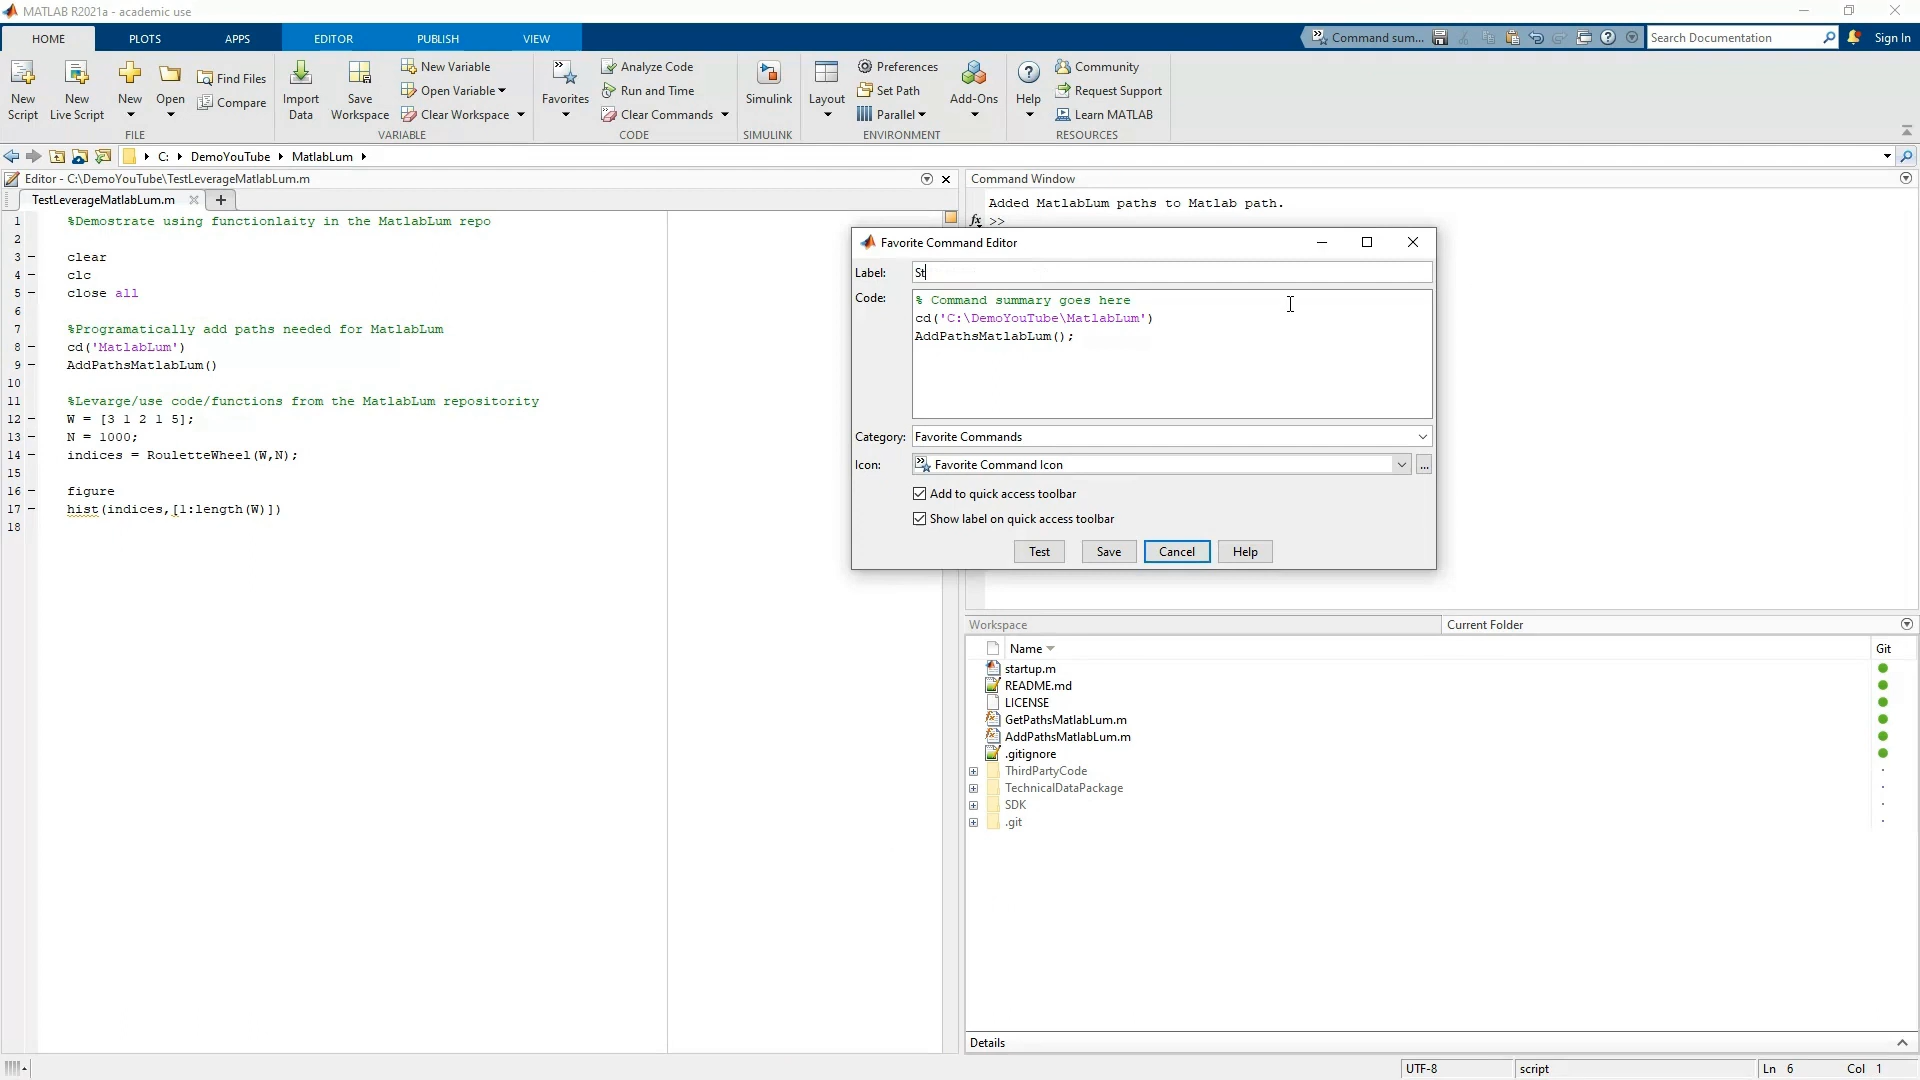 MATLAB R2021a - academic use
HOME PLOTS APPS EDITOR PUBLISH VIEW Command sum... Search Documentation Sign In
New Script
New Live Script
New
Open
Find Files
Compare
FILE
Import Data
Save Workspace
New Variable
Open Variable
Clear Workspace
VARIABLE
Favorites
Analyze Code
Run and Time
Clear Commands
CODE
Simulink
SIMULINK
Layout
Preferences
Set Path
Parallel
Add-Ons
ENVIRONMENT
Help
Community
Request Support
Learn MATLAB
RESOURCES
C: DemoYouTube MatlabLum
Editor - C:\DemoYouTube\TestLeverageMatlabLum.m
TestLeverageMatlabLum.m
1 %Demostrate using functionlaity in the MatlabLum repo
2
3 clear
4 clc
5 close all
6
7 %Programatically add paths needed for MatlabLum
8 cd('MatlabLum')
9 AddPathsMatlabLum()
10
11 %Levarge/use code/functions from the MatlabLum repositority
12 W = [3 1 2 1 5];
13 N = 1000;
14 indices = RouletteWheel(W,N);
15
16 figure
17 hist(indices,[1:length(W)])
18
Command Window
Added MatlabLum paths to Matlab path.
fx >>
Favorite Command Editor
Label: St
Code: % Command summary goes here
cd('C:\DemoYouTube\MatlabLum')
AddPathsMatlabLum();
Category: Favorite Commands
Icon: Favorite Command Icon ...
Add to quick access toolbar
Show label on quick access toolbar
Test Save Cancel Help
Workspace Current Folder
Name Git
startup.m
README.md
LICENSE
GetPathsMatlabLum.m
AddPathsMatlabLum.m
.gitignore
ThirdPartyCode
TechnicalDataPackage
SDK
.git
Details
UTF-8 script Ln 6 Col 1